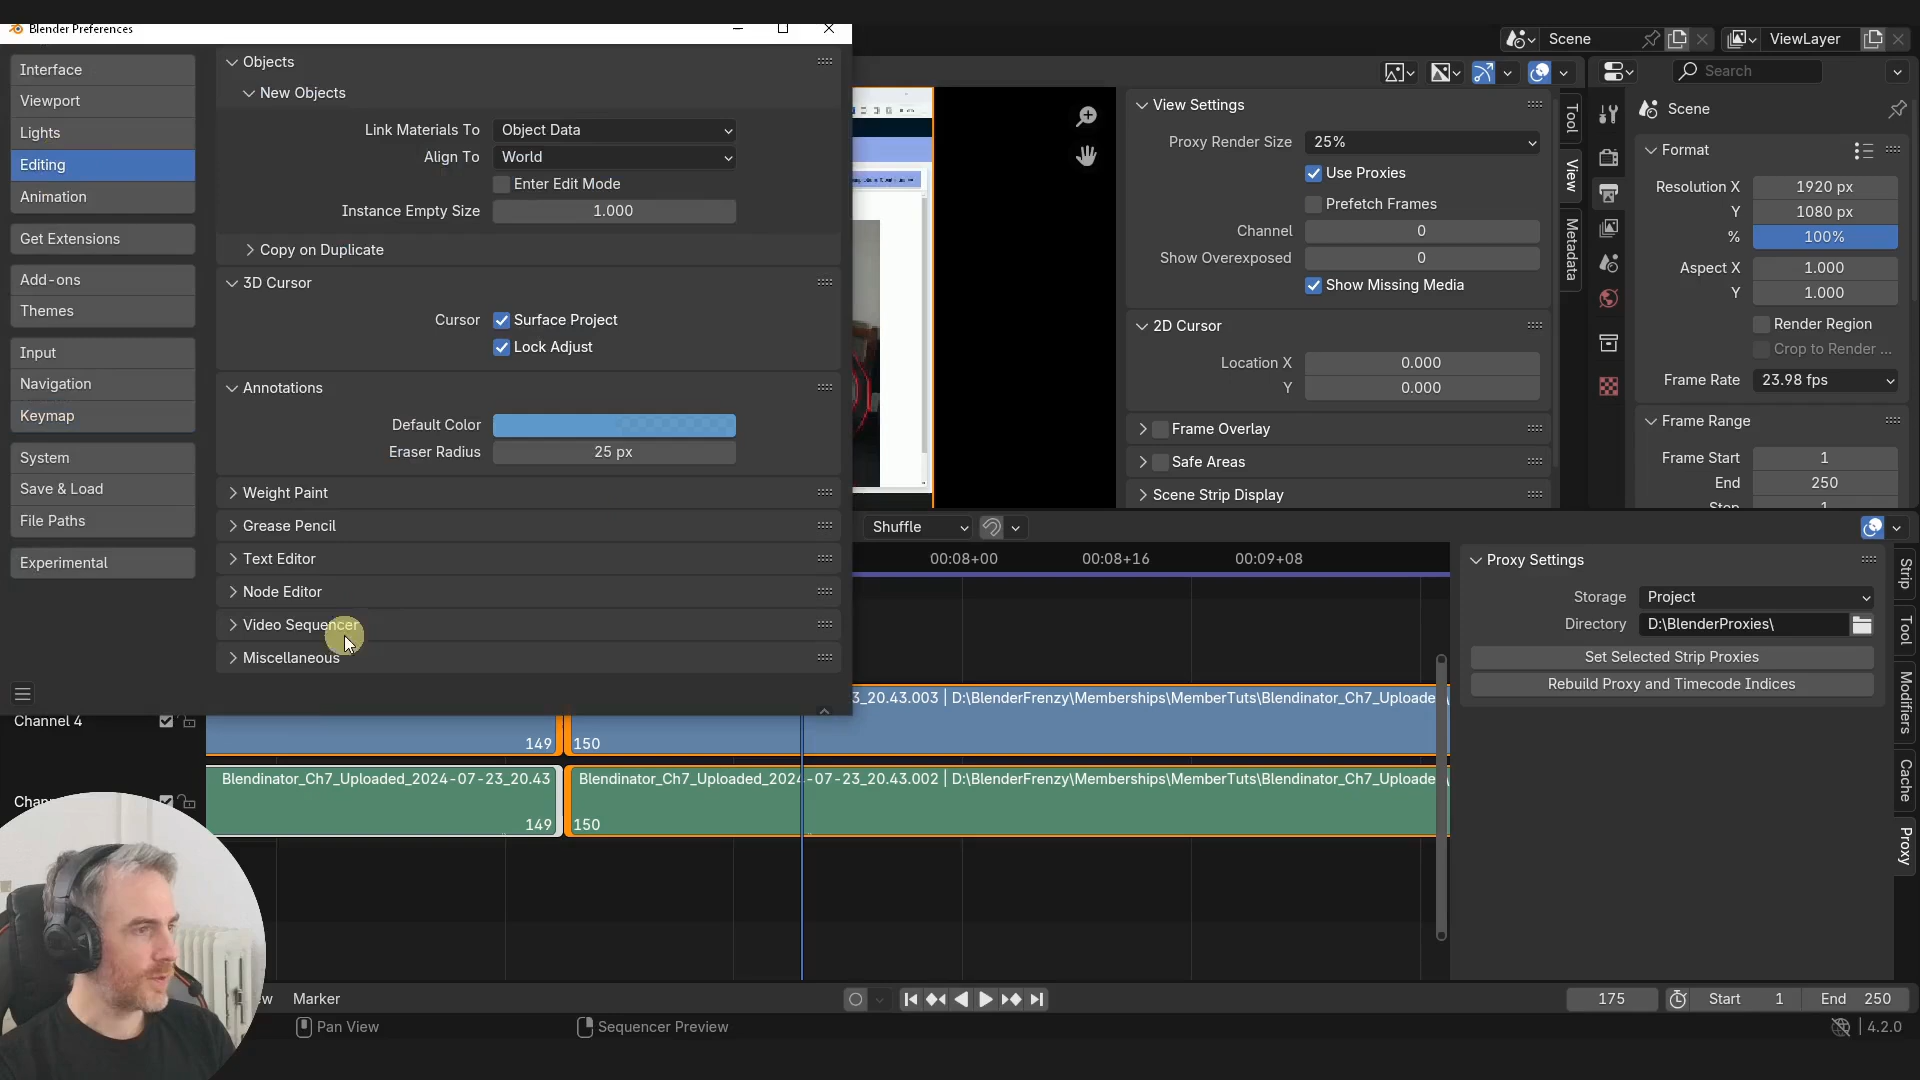 Blender Preferences
Interface
Viewport
Lights
Editing
Animation
Get Extensions
Add-ons
Themes
Input
Navigation
Keymap
System
Save & Load
File Paths
Experimental
Objects
New Objects
Link Materials To Object Data
Align To World
Enter Edit Mode
Instance Empty Size 1.000
Copy on Duplicate
3D Cursor
Cursor Surface Project
Lock Adjust
Annotations
Default Color
Eraser Radius 25 px
Weight Paint
Grease Pencil
Text Editor
Node Editor
Video Sequencer
Miscellaneous
Scene
ViewLayer
View Settings
Proxy Render Size 25%
Use Proxies
Prefetch Frames
Channel 0
Show Overexposed 0
Show Missing Media
2D Cursor
Location X 0.000
Y 0.000
Frame Overlay
Safe Areas
Scene Strip Display
Tool
View
Metadata
Search
Scene
Format
Resolution X 1920 px
Y 1080 px
% 100%
Aspect X 1.000
Y 1.000
Render Region
Crop to Render ...
Frame Rate 23.98 fps
Frame Range
Frame Start 1
End 250
Shuffle
00:08+00 00:08+16 00:09+08
Proxy Settings
Storage Project
Directory D:\BlenderProxies\
Set Selected Strip Proxies
Rebuild Proxy and Timecode Indices
Strip
Tool
Modifiers
Cache
Proxy
Channel 4
3_20.43.003 | D:\BlenderFrenzy\Memberships\MemberTuts\Blendinator_Ch7_Uploade
149 150
Blendinator_Ch7_Uploaded_2024-07-23_20.43
Blendinator_Ch7_Uploaded_2024-07-23_20.43.002 | D:\BlenderFrenzy\Memberships\MemberTuts\Blendinator_Ch7_Uploade
149 150
Marker
175 Start 1 End 250
Pan View
Sequencer Preview
4.2.0